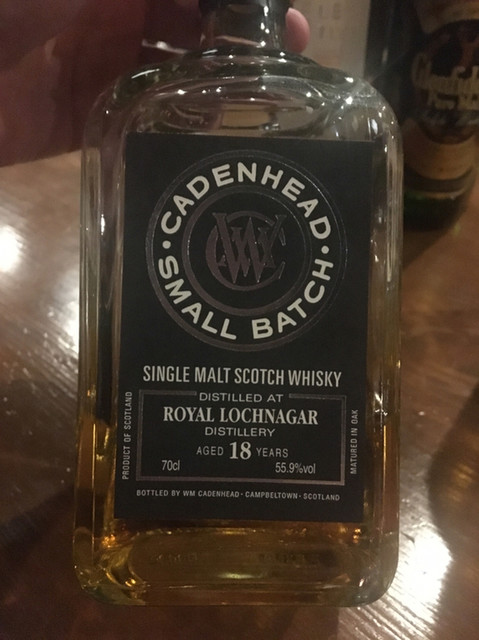 CADENHEAD
SMALL BATCH
WC
SINGLE MALT SCOTCH WHISKY
DISTILLED AT
ROYAL LOCHNAGAR
DISTILLERY
AGED 18 YEARS
70cl 55.9%vol
PRODUCT OF SCOTLAND
MATURED IN OAK
BOTTLED BY WM CADENHEAD · CAMPBELTOWN · SCOTLAND